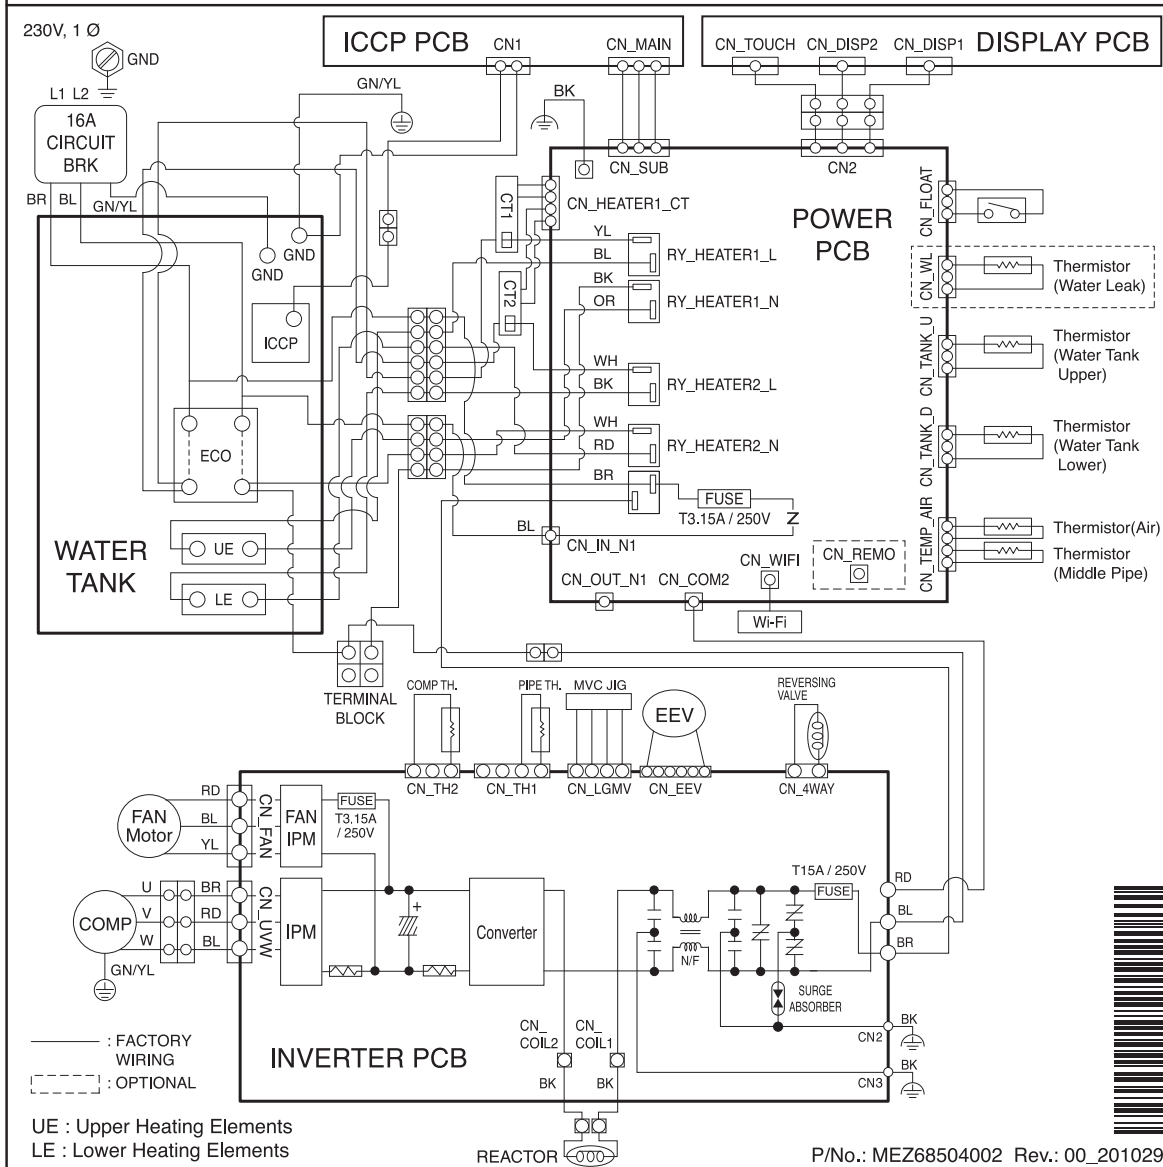 230V, 1 Ø
GND
L1 L2
16A
CIRCUIT
BRK
BR
BL
GN/YL
GN/YL
ICCP PCB
CN1
CN_MAIN
CN_TOUCH
CN_DISP2
CN_DISP1
DISPLAY PCB
BK
CN_SUB
CN2
GND
GND
ICCP
ECO
WATER
TANK
UE
LE
CT1
CT2
CN_HEATER1_CT
YL
BL
RY_HEATER1_L
BK
OR
RY_HEATER1_N
WH
BK
RY_HEATER2_L
WH
RD
RY_HEATER2_N
BR
FUSE
T3.15A / 250V
N
BL
CN_IN_N1
POWER
PCB
CN_FLOAT
CN_WL
Thermistor
(Water Leak)
CN_TANK_U
Thermistor
(Water Tank
Upper)
CN_TANK_D
Thermistor
(Water Tank
Lower)
CN_TEMP_AIR
Thermistor(Air)
Thermistor
(Middle Pipe)
CN_OUT_N1
CN_COM2
CN_WIFI
Wi-Fi
CN_REMO
TERMINAL
BLOCK
COMP TH.
PIPE TH.
MVC JIG
EEV
REVERSING
VALVE
CN_TH2
CN_TH1
CN_LGMV
CN_EEV
CN_4WAY
FAN
Motor
RD
BL
YL
CN_FAN
FAN
IPM
FUSE
T3.15A
/ 250V
COMP
U
V
W
BR
RD
BL
GN/YL
CN_UVW
IPM
+
Converter
N/F
T15A / 250V
FUSE
RD
BL
BR
SURGE
ABSORBER
CN2
BK
CN3
BK
CN_
COIL2
CN_
COIL1
BK
BK
INVERTER PCB
REACTOR
: FACTORY
WIRING
: OPTIONAL
UE : Upper Heating Elements
LE : Lower Heating Elements
P/No.: MEZ68504002 Rev.: 00_201029